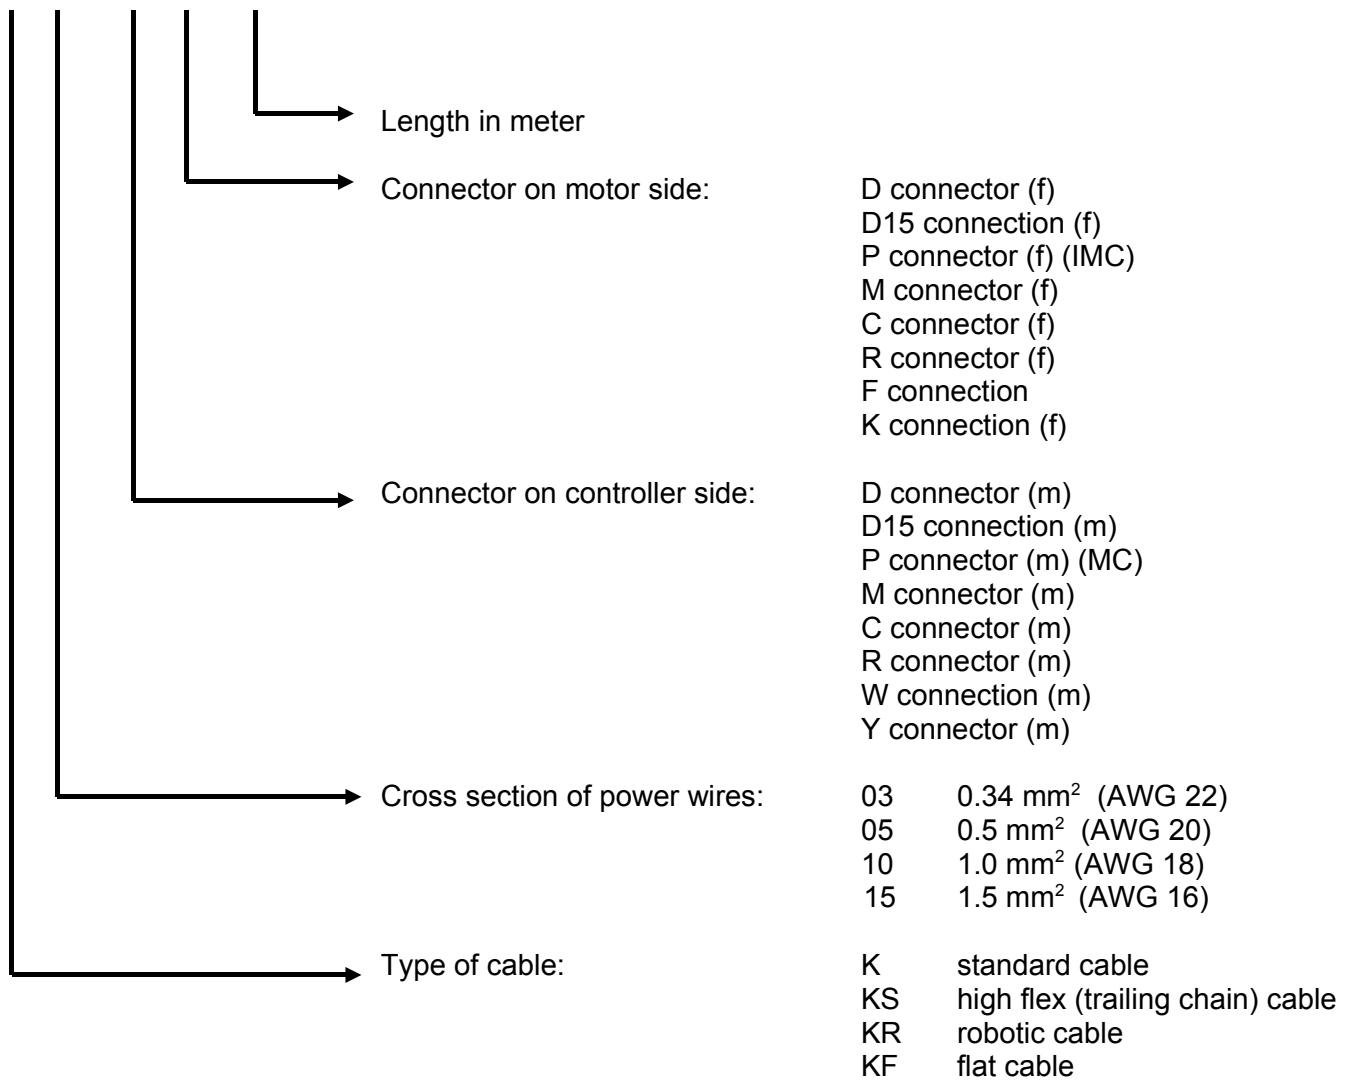 Length in meter
Connector on motor side: D connector (f)
D15 connection (f)
P connector (f) (IMC)
M connector (f)
C connector (f)
R connector (f)
F connection
K connection (f)
Connector on controller side: D connector (m)
D15 connection (m)
P connector (m) (MC)
M connector (m)
C connector (m)
R connector (m)
W connection (m)
Y connector (m)
Cross section of power wires: 03 0.34 mm² (AWG 22)
05 0.5 mm² (AWG 20)
10 1.0 mm² (AWG 18)
15 1.5 mm² (AWG 16)
Type of cable: K standard cable
KS high flex (trailing chain) cable
KR robotic cable
KF flat cable